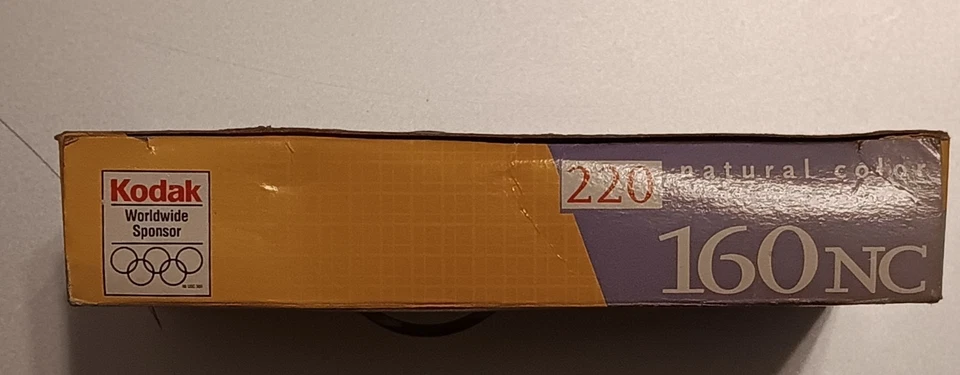 Kodak
Worldwide
Sponsor
220
natural color
160NC